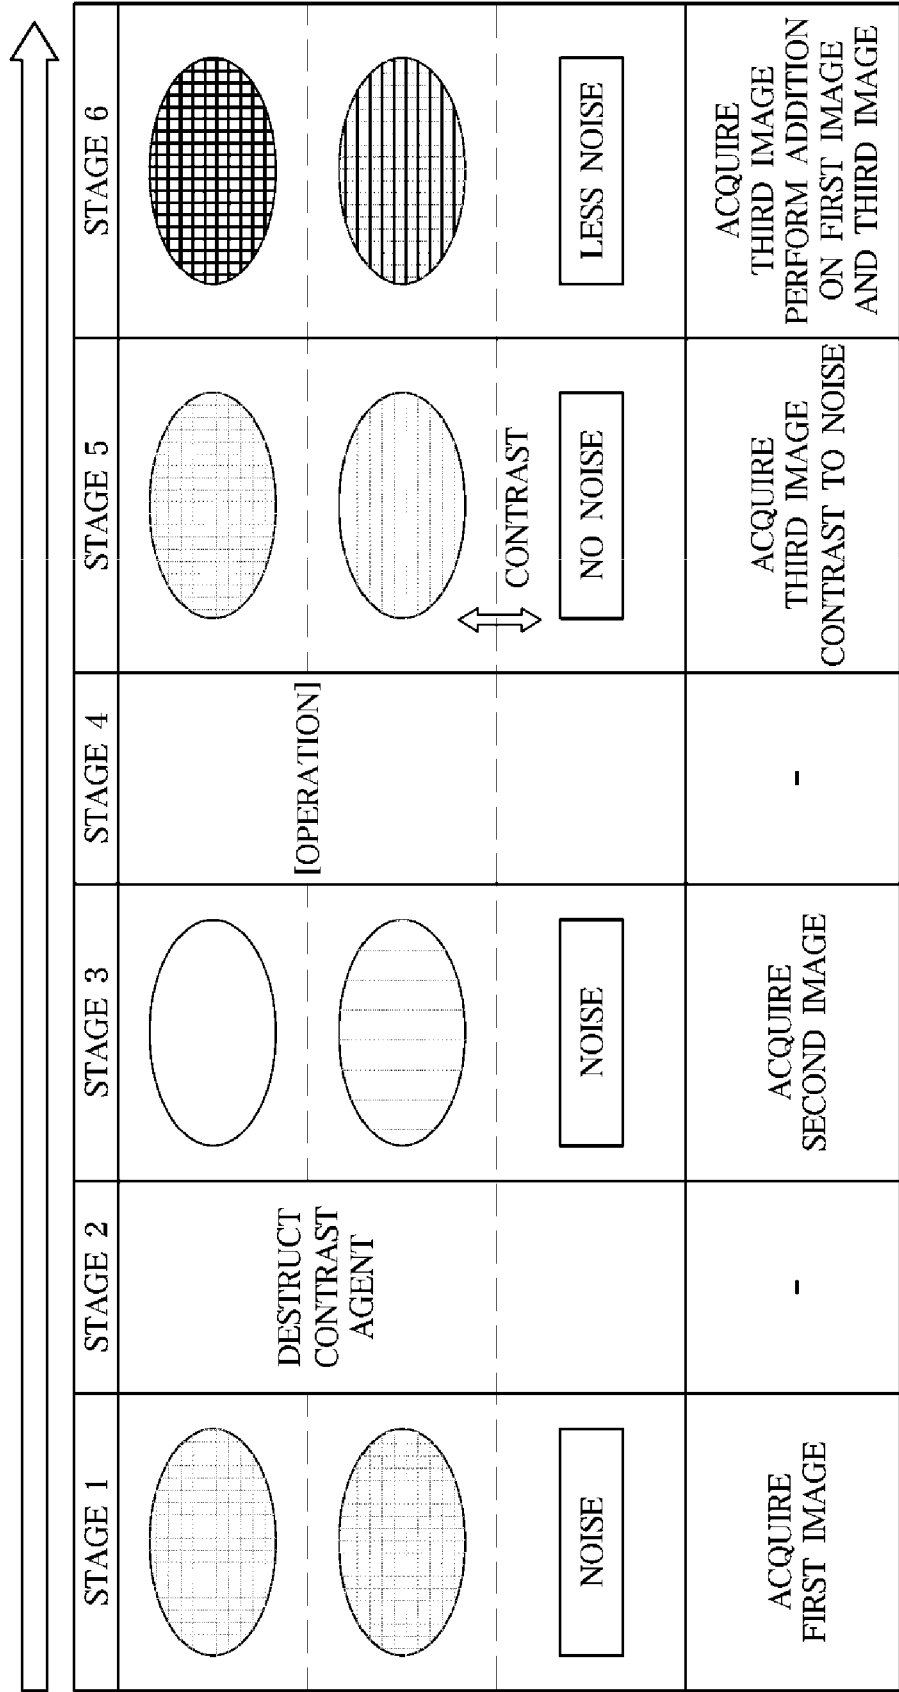 STAGE 1
STAGE 2
STAGE 3
STAGE 4
STAGE 5
STAGE 6
DESTRUCT
CONTRAST
AGENT
[OPERATION]
CONTRAST
NOISE
NOISE
NO NOISE
LESS NOISE
ACQUIRE
FIRST IMAGE
-
ACQUIRE
SECOND IMAGE
-
ACQUIRE
THIRD IMAGE
CONTRAST TO NOISE
ACQUIRE
THIRD IMAGE
PERFORM ADDITION
ON FIRST IMAGE
AND THIRD IMAGE